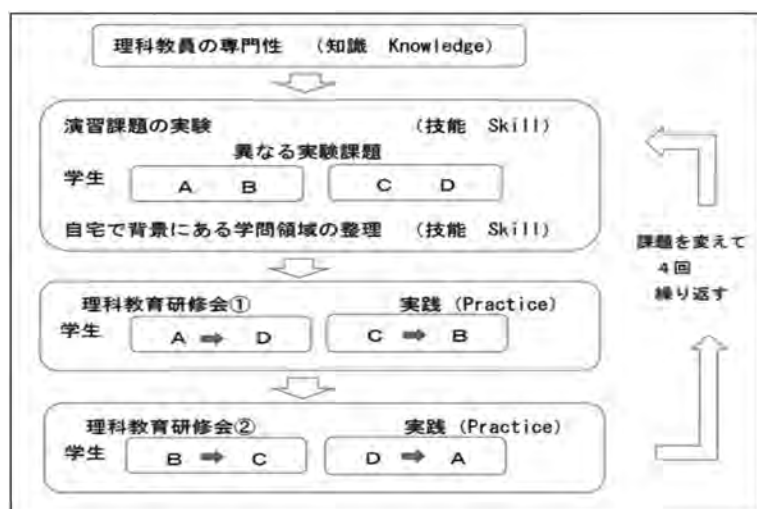 理科教員の専門性　（知識　Knowledge）
演習課題の実験　（技能　Skill）
異なる実験課題
学生　A　B　C　D
自宅で背景にある学問領域の整理　（技能　Skill）
理科教育研修会①　実践（Practice）
学生　A ➡ D　C ➡ B
理科教育研修会②　実践（Practice）
学生　B ➡ C　D ➡ A
課題を変えて
４回
繰り返す